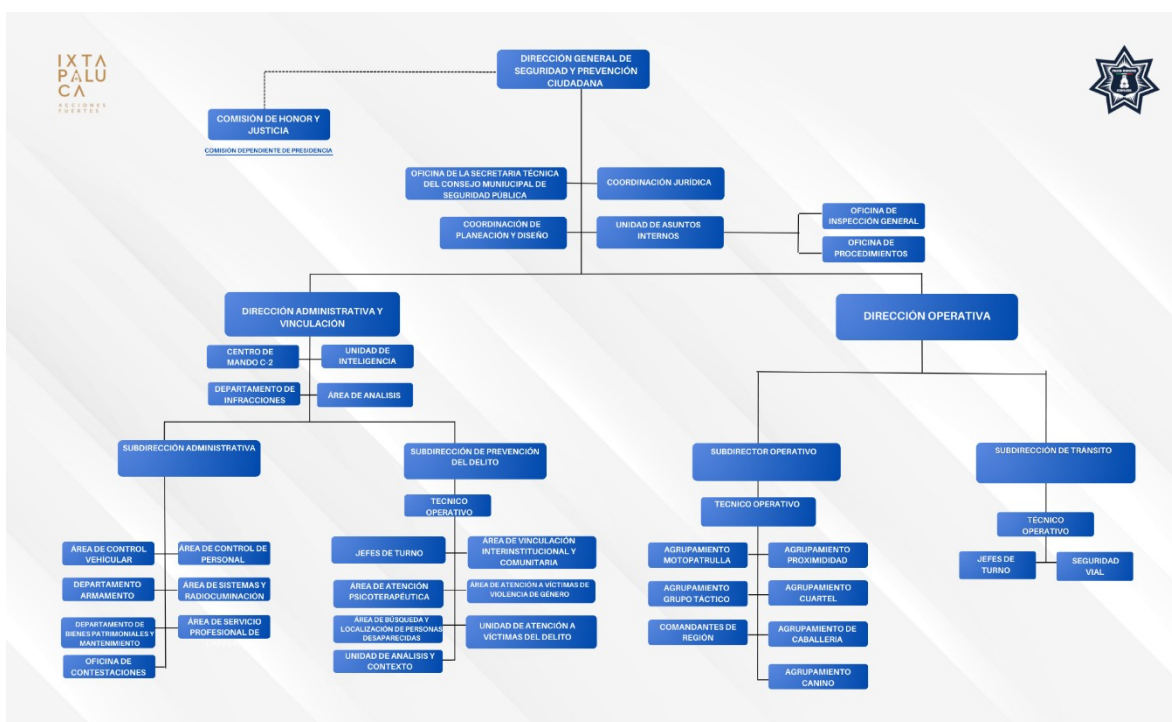 IXTA
PALU
CA
ACCIONES
FUERTES
DIRECCIÓN GENERAL DE
SEGURIDAD Y PREVENCIÓN
CIUDADANA
COMISIÓN DE HONOR Y
JUSTICIA
COMISIÓN DEPENDIENTE DE PRESIDENCIA
OFICINA DE LA SECRETARIA TÉCNICA
DEL CONSEJO MUNIUCIPAL DE
SEGURIDAD PÚBLICA
COORDINACIÓN JURÍDICA
COORDINACIÓN DE
PLANEACIÓN Y DISEÑO
UNIDAD DE ASUNTOS
INTERNOS
OFICINA DE
INSPECCIÓN GENERAL
OFICINA DE
PROCEDIMIENTOS
DIRECCIÓN ADMINISTRATIVA Y
VINCULACIÓN
DIRECCIÓN OPERATIVA
CENTRO DE
MANDO C-2
UNIDAD DE
INTELIGENCIA
DEPARTAMENTO DE
INFRACCIONES
ÁREA DE ANALISIS
SUBDIRECCIÓN ADMINISTRATIVA
SUBDIRECCIÓN DE PREVENCIÓN
DEL DELITO
SUBDIRECTOR OPERATIVO
SUBDIRECCIÓN DE TRÁNSITO
TECNICO
OPERATIVO
TECNICO OPERATIVO
TECNICO
OPERATIVO
ÁREA DE CONTROL
VEHÍCULAR
ÁREA DE CONTROL DE
PERSONAL
DEPARTAMENTO
ARMAMENTO
ÁREA DE SISTEMAS Y
RADIOCUMINACIÓN
DEPARTAMENTO DE
BIENES PATRIMONIALES Y
MANTENIMIENTO
ÁREA DE SERVICIO
PROFESIONAL DE
OFICINA DE
CONTESTACIONES
JEFES DE TURNO
ÁREA DE VINCULACIÓN
INTERINSTITUCIONAL Y
COMUNITARIA
ÁREA DE ATENCIÓN
PSICOTERAPÉUTICA
ÁREA DE ATENCIÓN A VÍCTIMAS DE
VIOLENCIA DE GÉNERO
ÁREA DE BÚSQUEDA Y
LOCALIZACIÓN DE PERSONAS
DESAPARECIDAS
UNIDAD DE ATENCIÓN A
VÍCTIMAS DEL DELITO
UNIDAD DE ANÁLISIS Y
CONTEXTO
AGRUPAMIENTO
MOTOPATRULLA
AGRUPAMIENTO
PROXIMIDIDAD
AGRUPAMIENTO
GRUPO TÁCTICO
AGRUPAMIENTO
CUARTEL
COMANDANTES DE
REGIÓN
AGRUPAMIENTO DE
CABALLERIA
AGRUPAMIENTO
CANINO
JEFES DE
TURNO
SEGURIDAD
VIAL